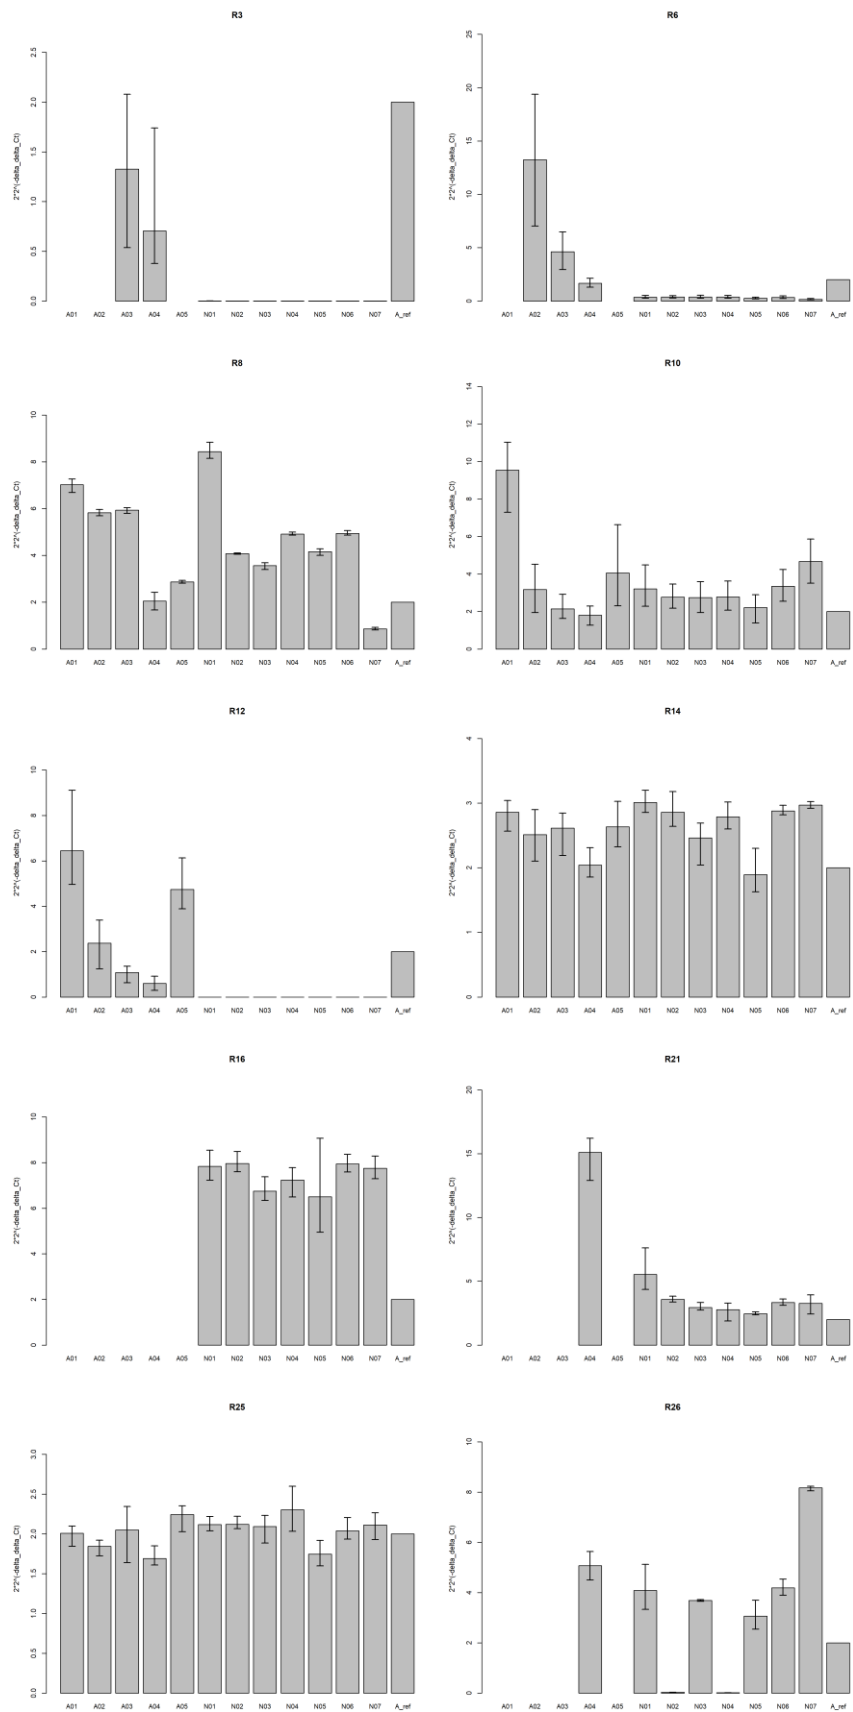 R3
2*2^(-delta_delta_Ct)
2.5
2.0
1.5
1.0
0.5
0.0
A01 A02 A03 A04 A05 N01 N02 N03 N04 N05 N06 N07 A_ref
R6
2*2^(-delta_delta_Ct)
25
20
15
10
5
0
A01 A02 A03 A04 A05 N01 N02 N03 N04 N05 N06 N07 A_ref
R8
2*2^(-delta_delta_Ct)
10
8
6
4
2
0
A01 A02 A03 A04 A05 N01 N02 N03 N04 N05 N06 N07 A_ref
R10
2*2^(-delta_delta_Ct)
14
12
10
8
6
4
2
0
A01 A02 A03 A04 A05 N01 N02 N03 N04 N05 N06 N07 A_ref
R12
2*2^(-delta_delta_Ct)
10
8
6
4
2
0
A01 A02 A03 A04 A05 N01 N02 N03 N04 N05 N06 N07 A_ref
R14
2*2^(-delta_delta_Ct)
4
3
2
1
0
A01 A02 A03 A04 A05 N01 N02 N03 N04 N05 N06 N07 A_ref
R16
2*2^(-delta_delta_Ct)
10
8
6
4
2
0
A01 A02 A03 A04 A05 N01 N02 N03 N04 N05 N06 N07 A_ref
R21
2*2^(-delta_delta_Ct)
20
15
10
5
0
A01 A02 A03 A04 A05 N01 N02 N03 N04 N05 N06 N07 A_ref
R25
2*2^(-delta_delta_Ct)
3.0
2.5
2.0
1.5
1.0
0.5
0.0
A01 A02 A03 A04 A05 N01 N02 N03 N04 N05 N06 N07 A_ref
R26
2*2^(-delta_delta_Ct)
10
8
6
4
2
0
A01 A02 A03 A04 A05 N01 N02 N03 N04 N05 N06 N07 A_ref